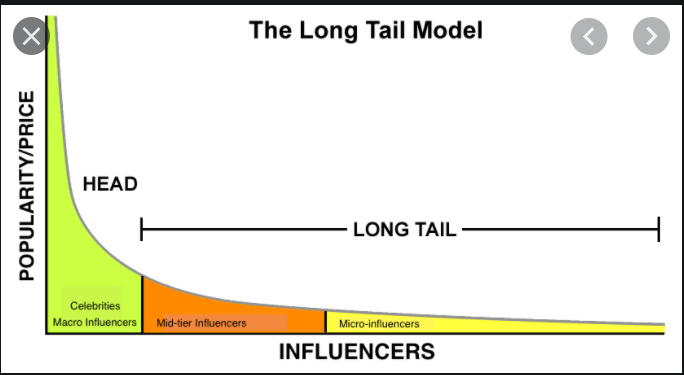 The Long Tail Model
POPULARITY/PRICE
HEAD
LONG TAIL
Celebrities
Macro Influencers
Mid-tier Influencers
Micro-influencers
INFLUENCERS